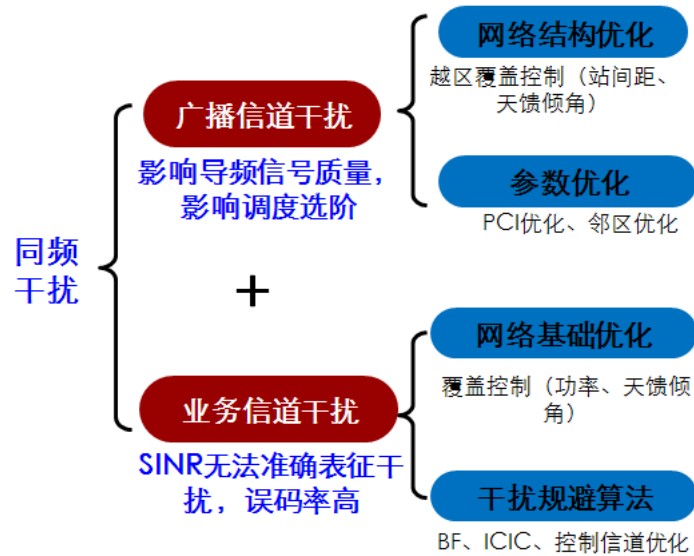 同频
干扰
广播信道干扰
影响导频信号质量,
影响调度选阶
网络结构优化
越区覆盖控制（站间距、
天馈倾角）
参数优化
PCI优化、邻区优化
+
业务信道干扰
SINR无法准确表征干
扰，误码率高
网络基础优化
覆盖控制（功率、天馈倾
角）
干扰规避算法
BF、ICIC、控制信道优化